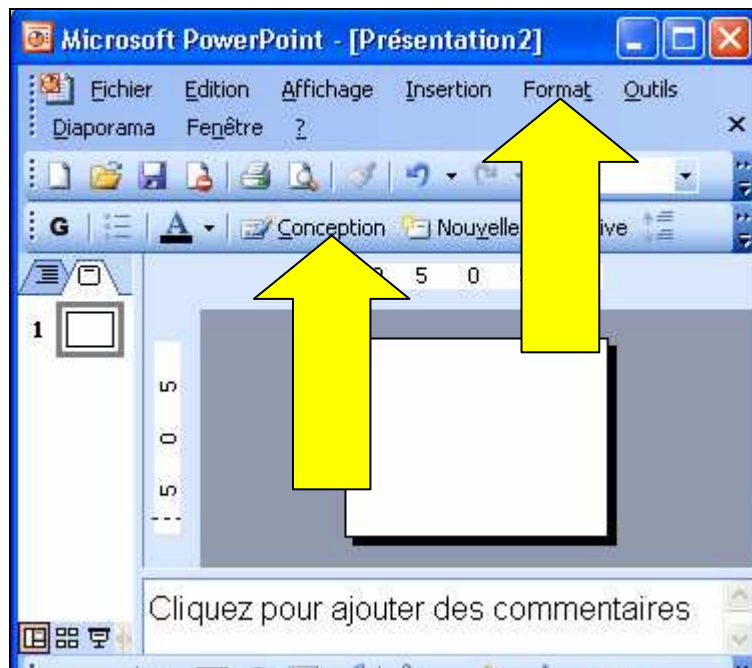 Microsoft PowerPoint - [Présentation2]
Fichier Edition Affichage Insertion Format Outils
Diaporama Fenêtre ?
G A Conception Nouvelle
5 0
1
5 0 5
Cliquez pour ajouter des commentaires